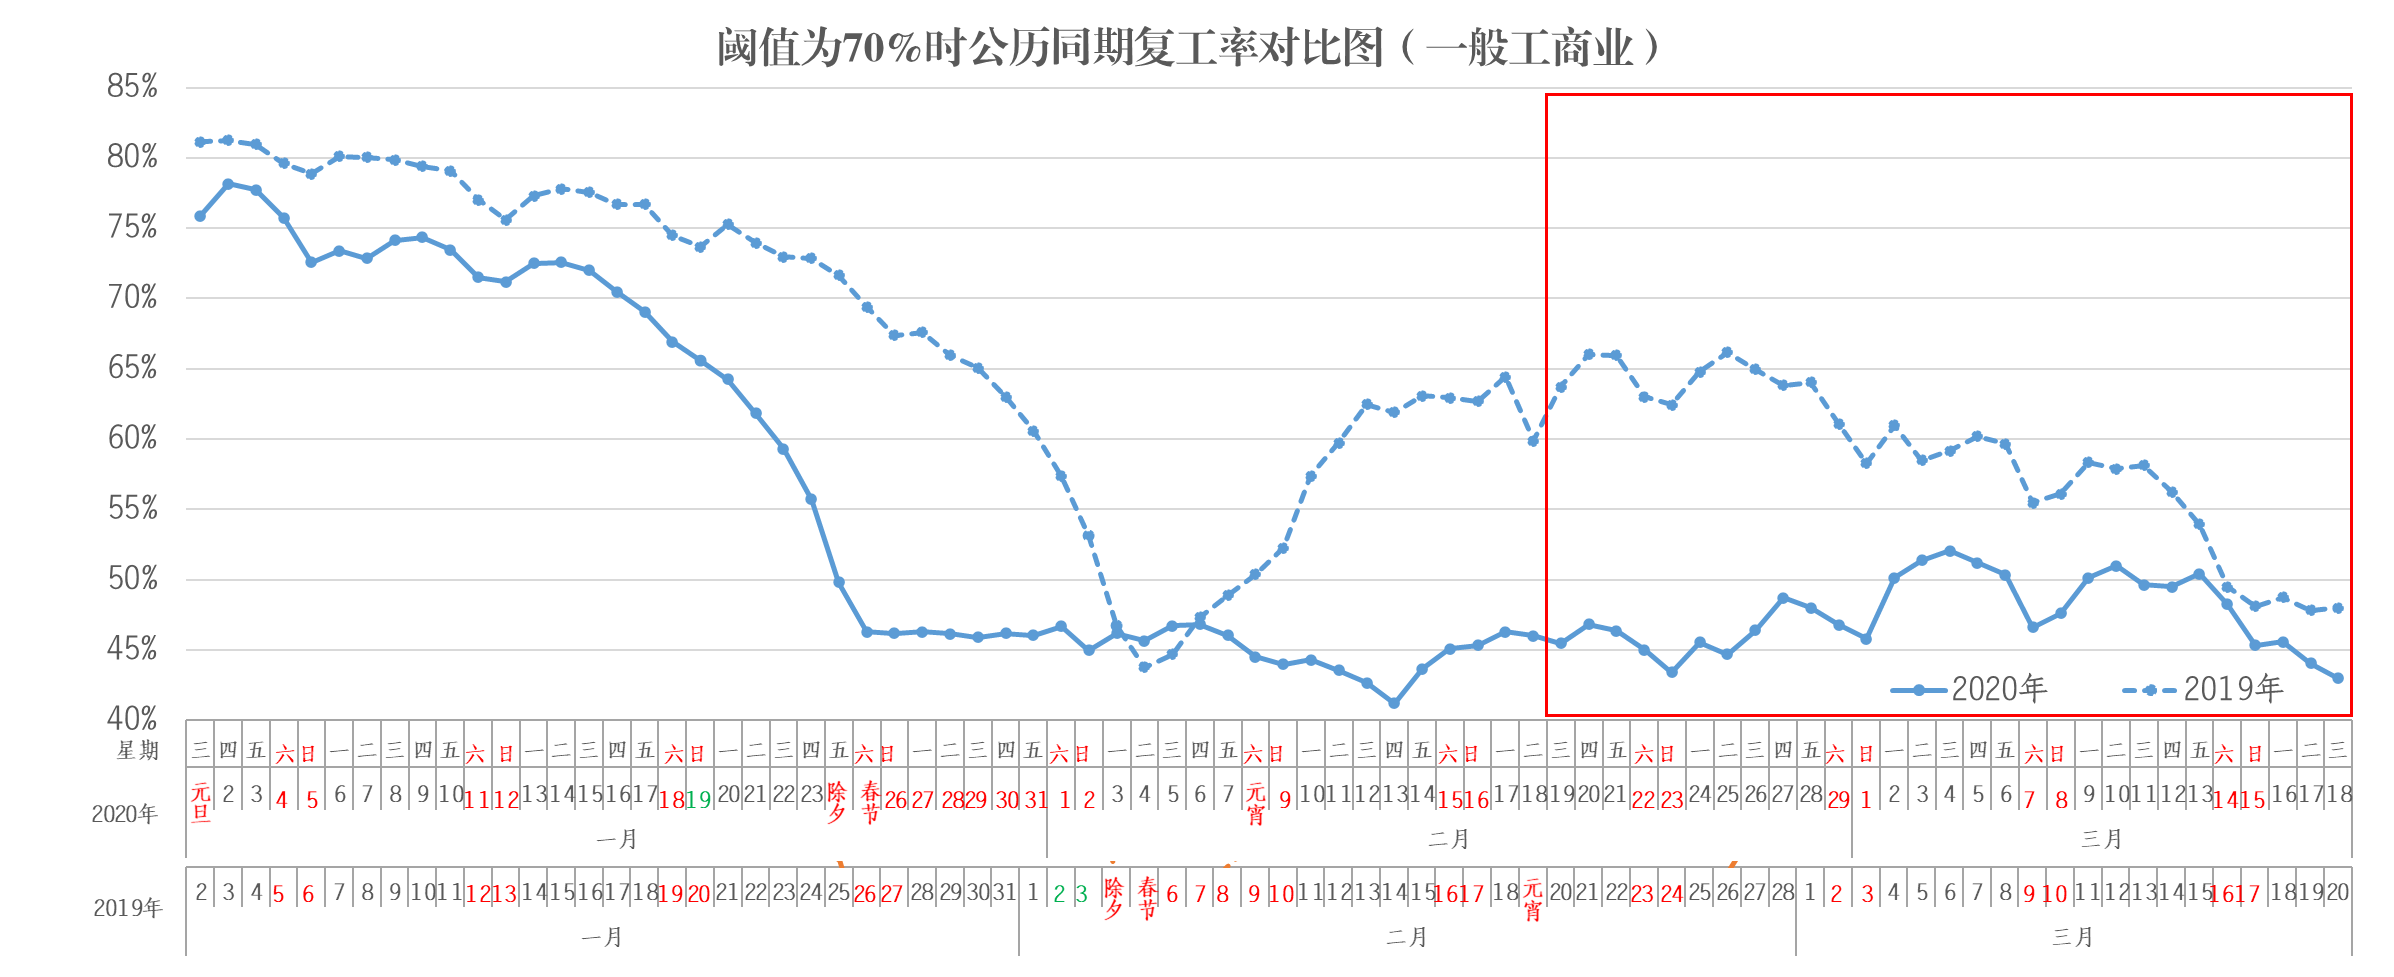 阈值为70%时公历同期复工率对比图（一般工商业）
85%
80%
75%
70%
65%
60%
55%
50%
45%
40%
2020年 2019年
星期 三 四 五 六 日 一 二 三 四 五 六 日 一 二 三 四 五 六 日 一 二 三 四 五 六 日 一 二 三 四 五 六 日 一 二 三 四 五 六 日 一 二 三 四 五 六 日 一 二 三 四 五 六 日 一 二 三 四 五 六 日 一 二 三 四 五 六 日 一 二 三 四 五 六 日 一 二 三
2020年 元旦 2 3 4 5 6 7 8 9 10 11 12 13 14 15 16 17 18 19 20 21 22 23 除夕 春节 26 27 28 29 30 31 1 2 3 4 5 6 7 元宵 9 10 11 12 13 14 15 16 17 18 19 20 21 22 23 24 25 26 27 28 29 1 2 3 4 5 6 7 8 9 10 11 12 13 14 15 16 17 18
一月 二月 三月
2019年 2 3 4 5 6 7 8 9 10 11 12 13 14 15 16 17 18 19 20 21 22 23 24 25 26 27 28 29 30 31 1 2 3 除夕 春节 6 7 8 9 10 11 12 13 14 15 16 17 18 元宵 20 21 22 23 24 25 26 27 28 1 2 3 4 5 6 7 8 9 10 11 12 13 14 15 16 17 18 19 20
一月 二月 三月